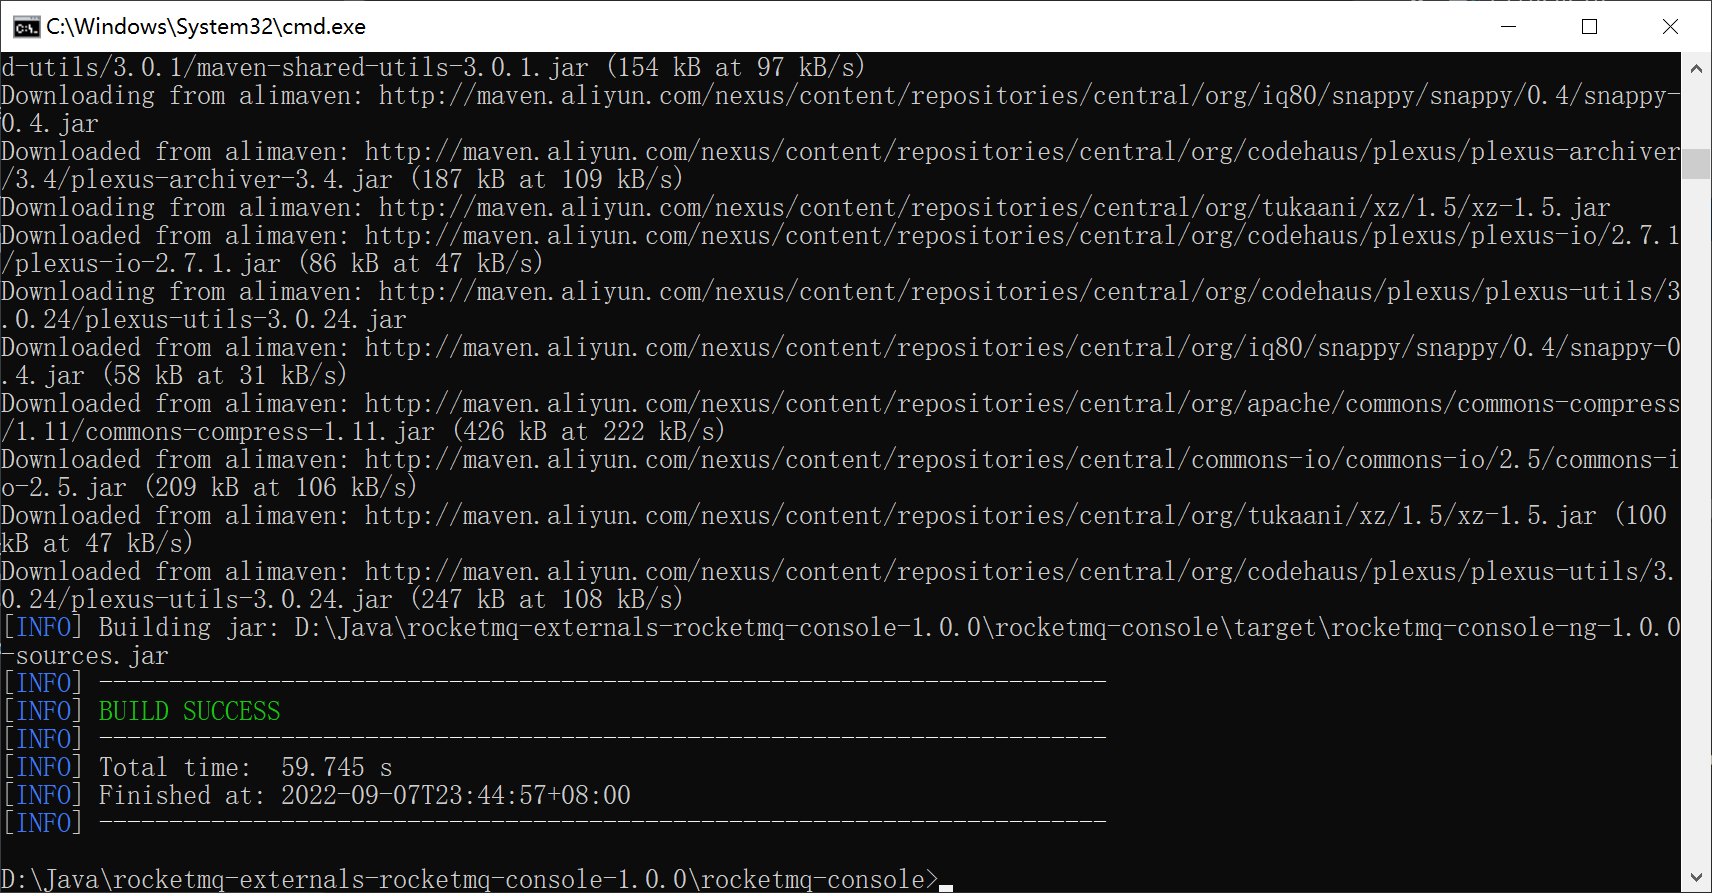 C:\Windows\System32\cmd.exe
d-utils/3.0.1/maven-shared-utils-3.0.1.jar (154 kB at 97 kB/s)
Downloading from alimaven: http://maven.aliyun.com/nexus/content/repositories/central/org/iq80/snappy/snappy/0.4/snappy-
0.4.jar
Downloaded from alimaven: http://maven.aliyun.com/nexus/content/repositories/central/org/codehaus/plexus/plexus-archiver
/3.4/plexus-archiver-3.4.jar (187 kB at 109 kB/s)
Downloading from alimaven: http://maven.aliyun.com/nexus/content/repositories/central/org/tukaani/xz/1.5/xz-1.5.jar
Downloaded from alimaven: http://maven.aliyun.com/nexus/content/repositories/central/org/codehaus/plexus/plexus-io/2.7.1
/plexus-io-2.7.1.jar (86 kB at 47 kB/s)
Downloading from alimaven: http://maven.aliyun.com/nexus/content/repositories/central/org/codehaus/plexus/plexus-utils/3
.0.24/plexus-utils-3.0.24.jar
Downloaded from alimaven: http://maven.aliyun.com/nexus/content/repositories/central/org/iq80/snappy/snappy/0.4/snappy-0
.4.jar (58 kB at 31 kB/s)
Downloaded from alimaven: http://maven.aliyun.com/nexus/content/repositories/central/org/apache/commons/commons-compress
/1.11/commons-compress-1.11.jar (426 kB at 222 kB/s)
Downloaded from alimaven: http://maven.aliyun.com/nexus/content/repositories/central/commons-io/commons-io/2.5/commons-i
o-2.5.jar (209 kB at 106 kB/s)
Downloaded from alimaven: http://maven.aliyun.com/nexus/content/repositories/central/org/tukaani/xz/1.5/xz-1.5.jar (100
kB at 47 kB/s)
Downloaded from alimaven: http://maven.aliyun.com/nexus/content/repositories/central/org/codehaus/plexus/plexus-utils/3.
0.24/plexus-utils-3.0.24.jar (247 kB at 108 kB/s)
[INFO] Building jar: D:\Java\rocketmq-externals-rocketmq-console-1.0.0\rocketmq-console\target\rocketmq-console-ng-1.0.0
-sources.jar
[INFO] ------------------------------------------------------------------------
[INFO] BUILD SUCCESS
[INFO] ------------------------------------------------------------------------
[INFO] Total time:  59.745 s
[INFO] Finished at: 2022-09-07T23:44:57+08:00
[INFO] ------------------------------------------------------------------------
D:\Java\rocketmq-externals-rocketmq-console-1.0.0\rocketmq-console>